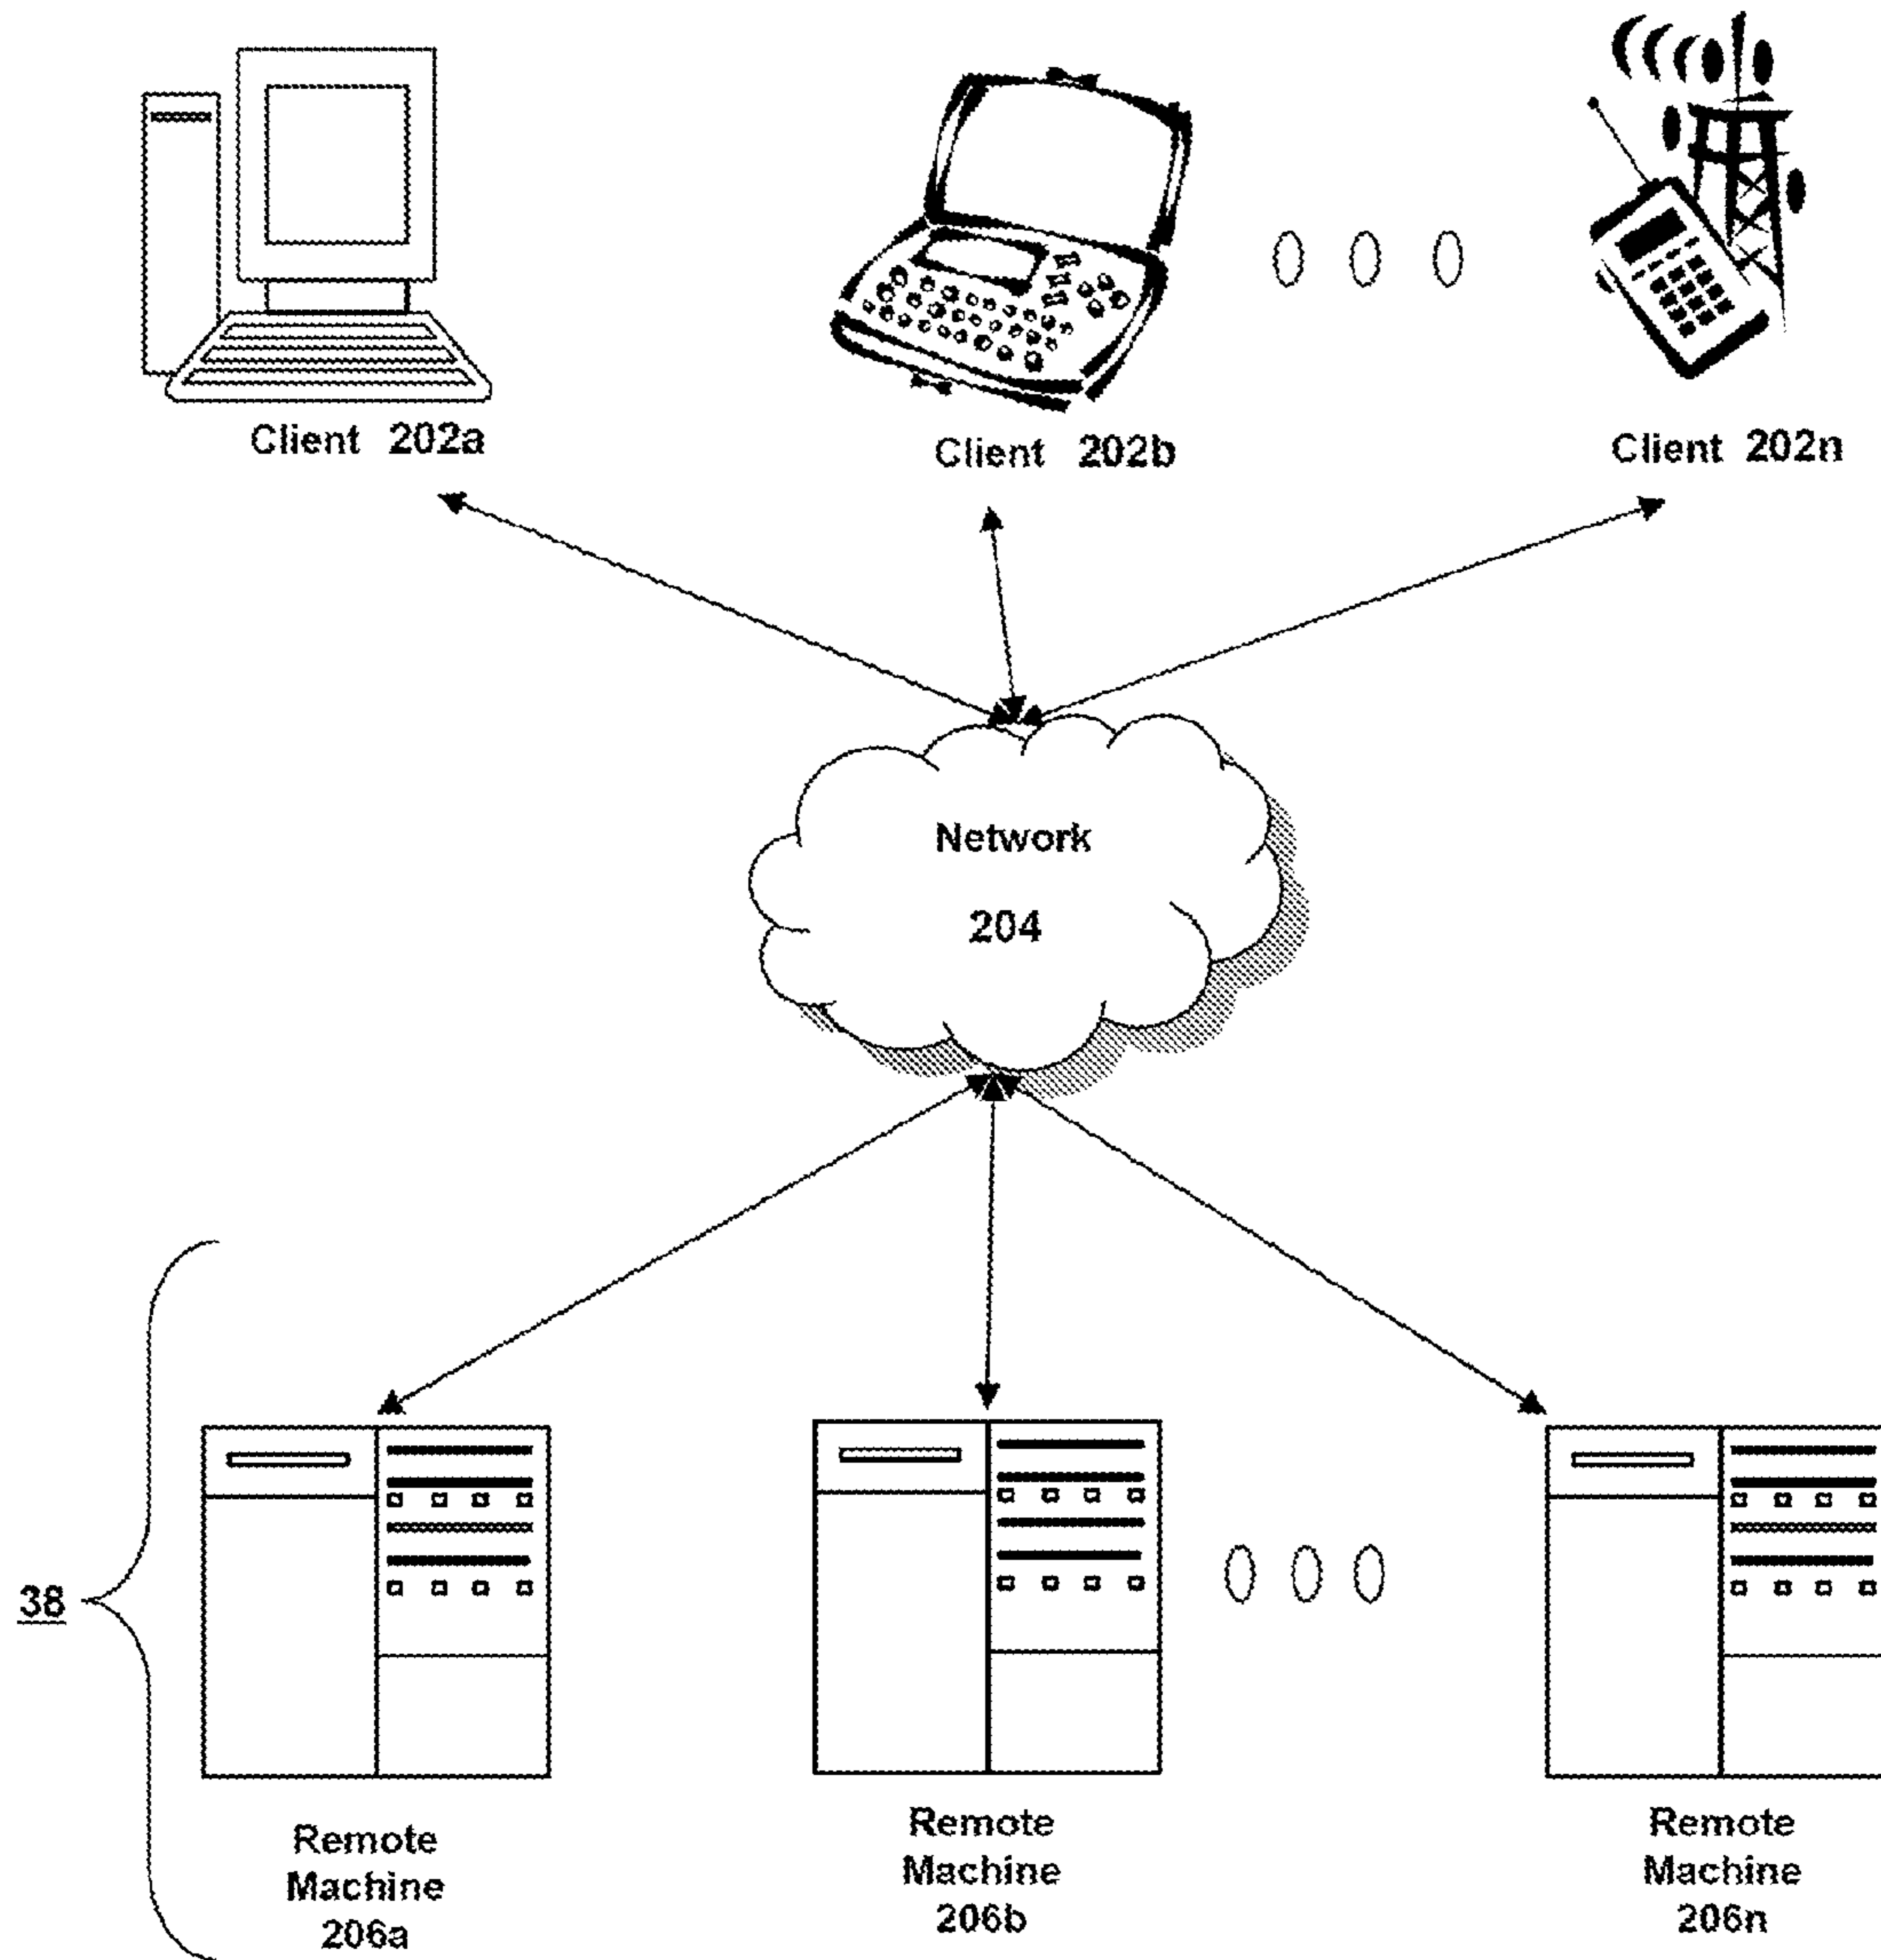 Client 202a
Client 202b
Client 202n
Network
204
38
Remote
Machine
206a
Remote
Machine
206b
Remote
Machine
206n